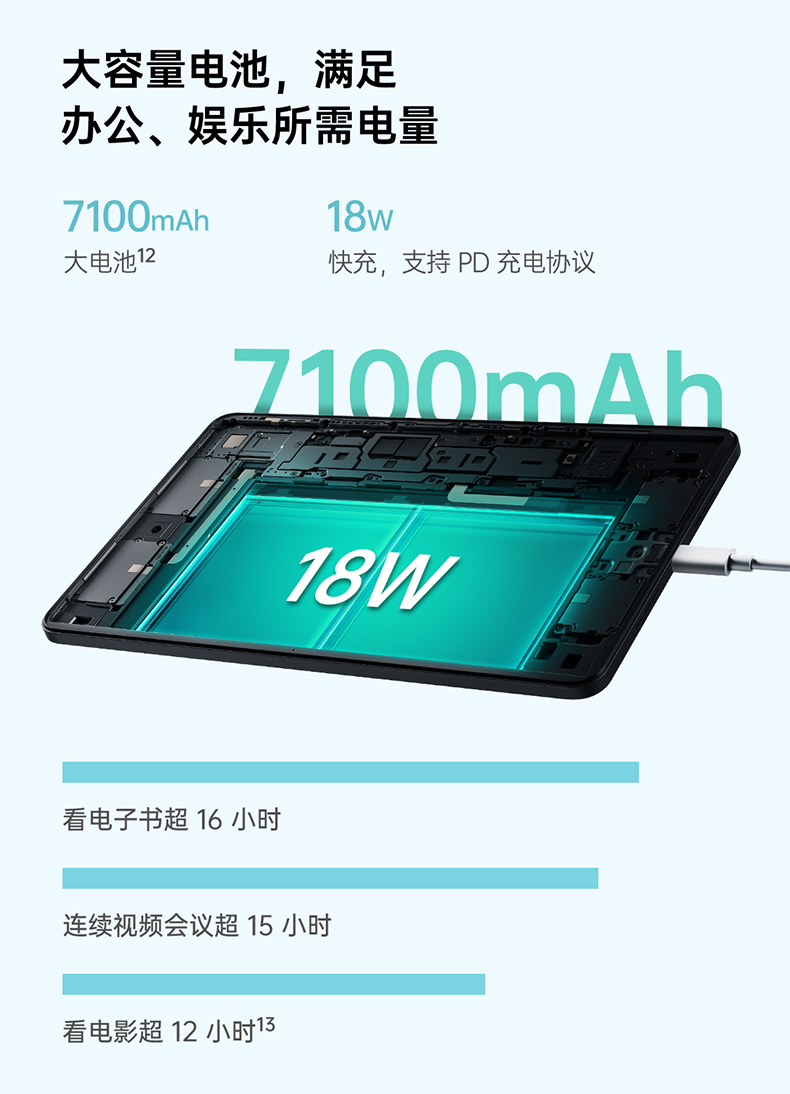 大容量电池，满足
办公、娱乐所需电量
7100mAh
18W
大电池12
快充，支持 PD 充电协议
7100mAh
18W
看电子书超 16 小时
连续视频会议超 15 小时
看电影超 12 小时13